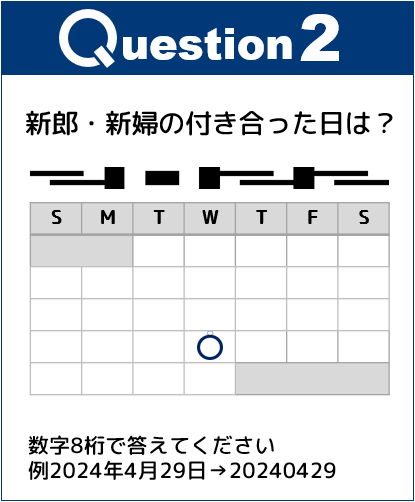 Question 2
新郎・新婦の付き合った日は？
S M T W T F S
数字8桁で答えてください
例2024年4月29日→20240429